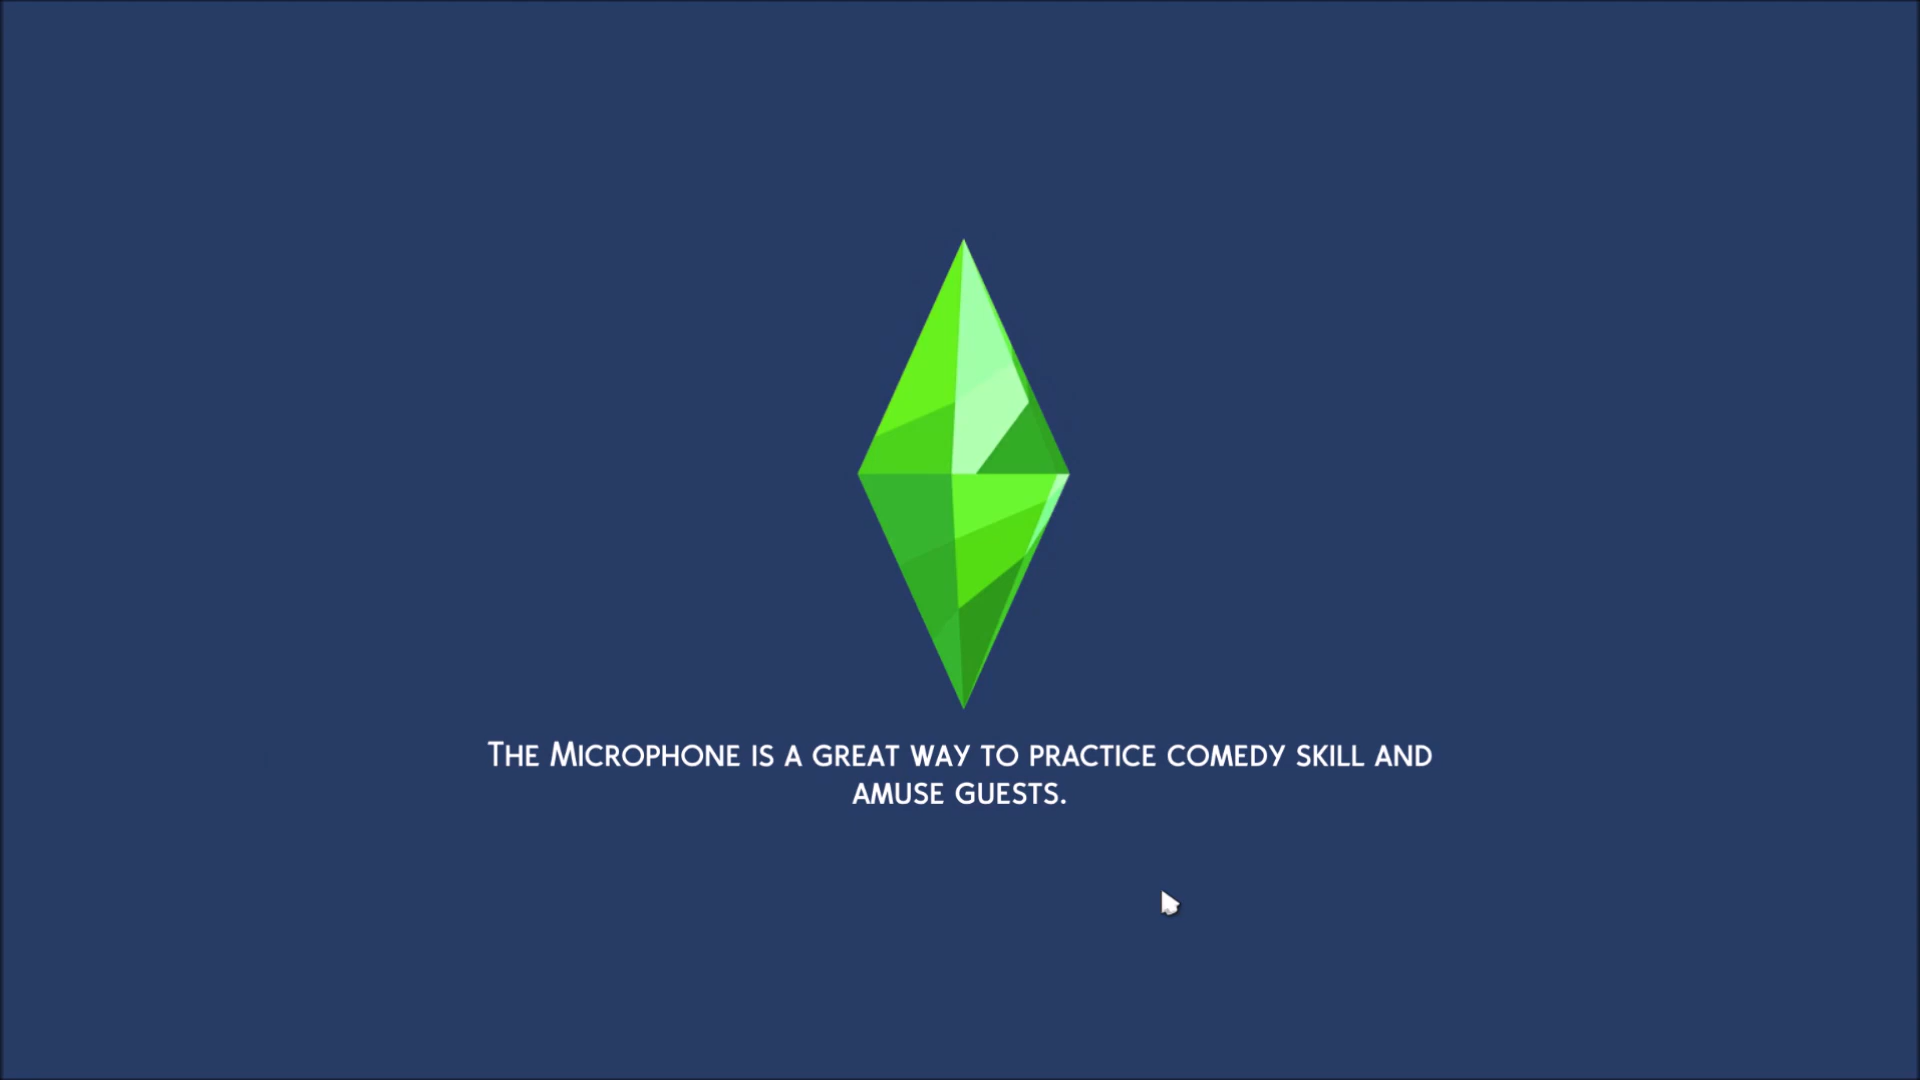 The Microphone is a great way to practice comedy skill and
amuse guests.